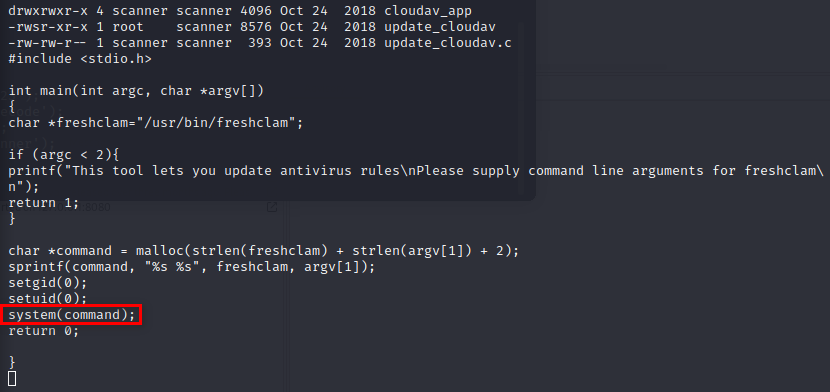 drwxrwxr-x 4 scanner scanner 4096 Oct 24  2018 cloudav_app
-rwsr-xr-x 1 root    scanner 8576 Oct 24  2018 update_cloudav
-rw-rw-r-- 1 scanner scanner  393 Oct 24  2018 update_cloudav.c
#include <stdio.h>

int main(int argc, char *argv[])
{
char *freshclam="/usr/bin/freshclam";

if (argc < 2){
printf("This tool lets you update antivirus rules\nPlease supply command line arguments for freshclam\
n");
return 1;
}

char *command = malloc(strlen(freshclam) + strlen(argv[1]) + 2);
sprintf(command, "%s %s", freshclam, argv[1]);
setgid(0);
setuid(0);
system(command);
return 0;

}